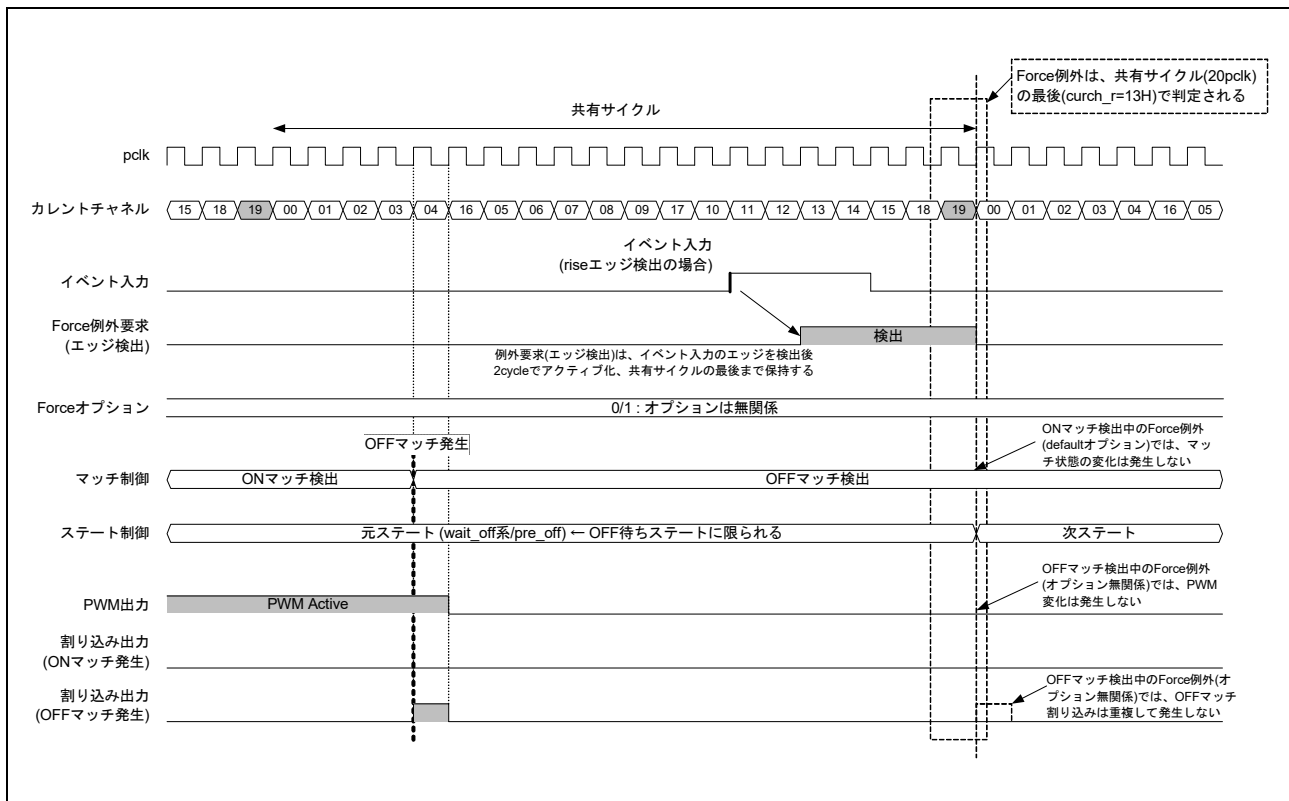 Force例外は、共有サイクル(20pclk)
の最後(curch_r=13H)で判定される
共有サイクル
pclk
カレントチャネル
15 18 19 00 01 02 03 04 16 05 06 07 08 09 17 10 11 12 13 14 15 18 19 00 01 02 03 04 16 05
イベント入力
(riseエッジ検出の場合)
イベント入力
Force例外要求
(エッジ検出)
検出
例外要求(エッジ検出)は、イベント入力のエッジを検出後
2cycleでアクティブ化、共有サイクルの最後まで保持する
Forceオプション
0/1 : オプションは無関係
OFFマッチ発生
ONマッチ検出中のForce例外
(defaultオプション)では、マッ
チ状態の変化は発生しない
マッチ制御
ONマッチ検出
OFFマッチ検出
ステート制御
元ステート (wait_off系/pre_off) ← OFF待ちステートに限られる
次ステート
OFFマッチ検出中のForce例外
(オプション無関係)では、PWM
変化は発生しない
PWM出力
PWM Active
割り込み出力
(ONマッチ発生)
割り込み出力
(OFFマッチ発生)
OFFマッチ検出中のForce例外(オ
プション無関係)では、OFFマッチ
割り込みは重複して発生しない